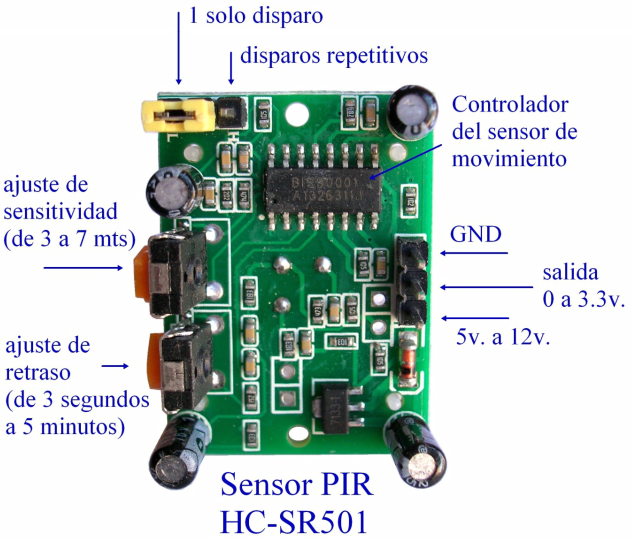 1 solo disparo
disparos repetitivos
Controlador
del sensor de
movimiento
ajuste de
sensitividad
(de 3 a 7 mts)
GND
salida
0 a 3.3v.
5v. a 12v.
ajuste de
retraso
(de 3 segundos
a 5 minutos)
L
H
Sensor PIR
HC-SR501